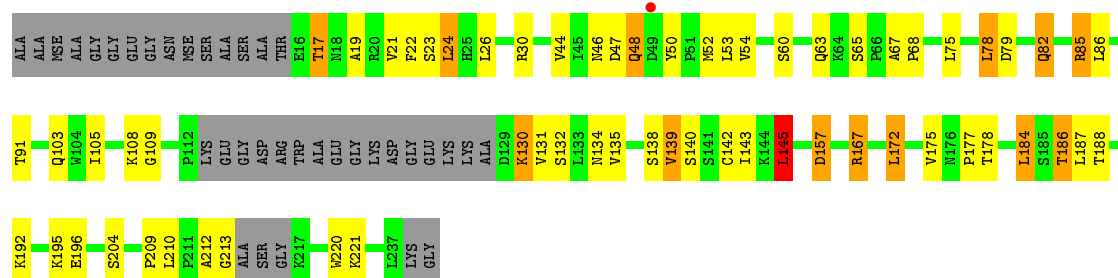 ALA ALA MSE ALA GLY GLY GLU GLY ASN MSE SER ALA SER ALA THR E16 T17 N18 A19 R20 V21 F22 S23 L24 H25 L26 R30 V44 I45 N46 D47 Q48 D49 Y50 P51 M52 L53 V54 S60 Q63 K64 S65 P66 A67 P68 L75 L78 D79 Q82 R85 L86
T91 Q103 W104 I105 K108 G109 P112 LYS GLU GLY ASP ARG TRP ALA GLU GLY LYS ASP GLY GLU LYS LYS ALA D129 K130 V131 S132 L133 N134 V135 S138 V139 S140 S141 C142 I143 K144 L145 D157 R167 L172 V175 N176 P177 T178 L184 S185 T186 L187 T188
K192 K195 E196 S204 P209 L210 P211 A212 G213 ALA SER GLY K217 W220 K221 L237 LYS GLY